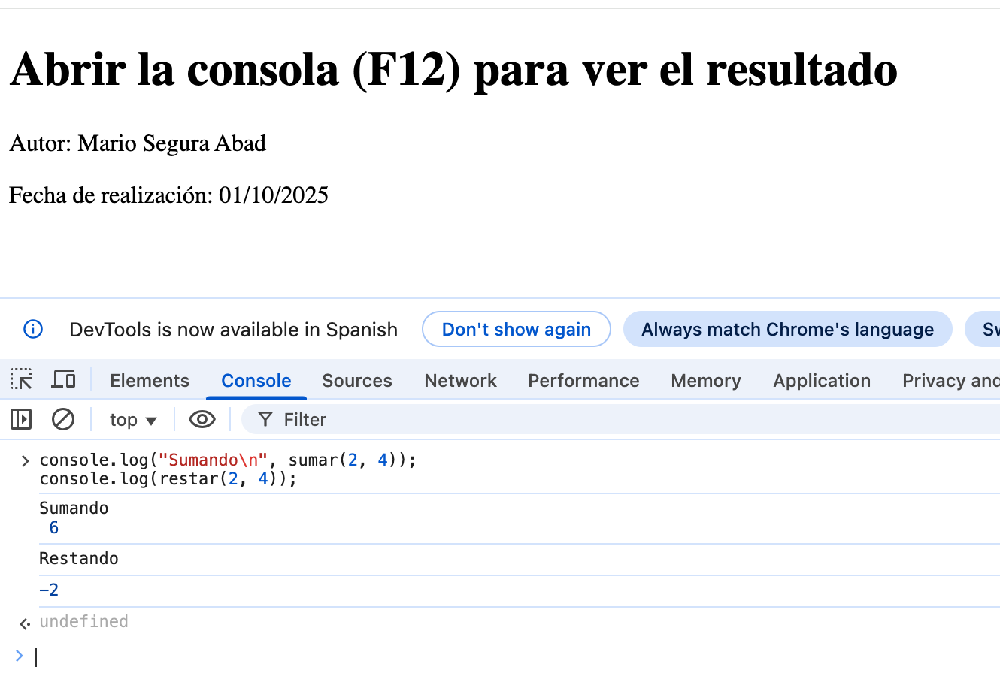 Abrir la consola (F12) para ver el resultado
Autor: Mario Segura Abad
Fecha de realización: 01/10/2025
DevTools is now available in Spanish Don't show again Always match Chrome's language
Elements Console Sources Network Performance Memory Application Privacy and
top Filter
console.log("Sumando\n", sumar(2, 4));
console.log(restar(2, 4));
Sumando
6
Restando
-2
undefined